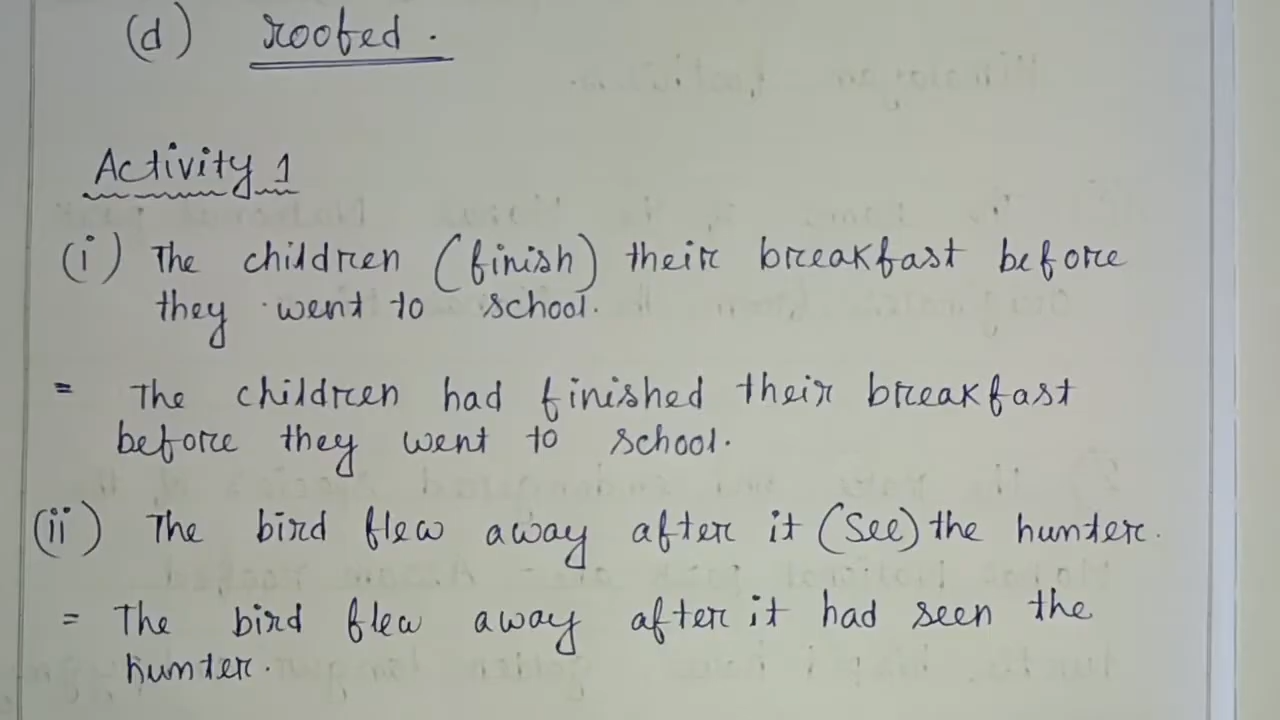 (d) roofed.
Activity 1
(i) The children (finish) their breakfast before
they went to school.
= The children had finished their breakfast
before they went to school.
(ii) The bird flew away after it (see) the hunter.
= The bird flew away after it had seen the
hunter.